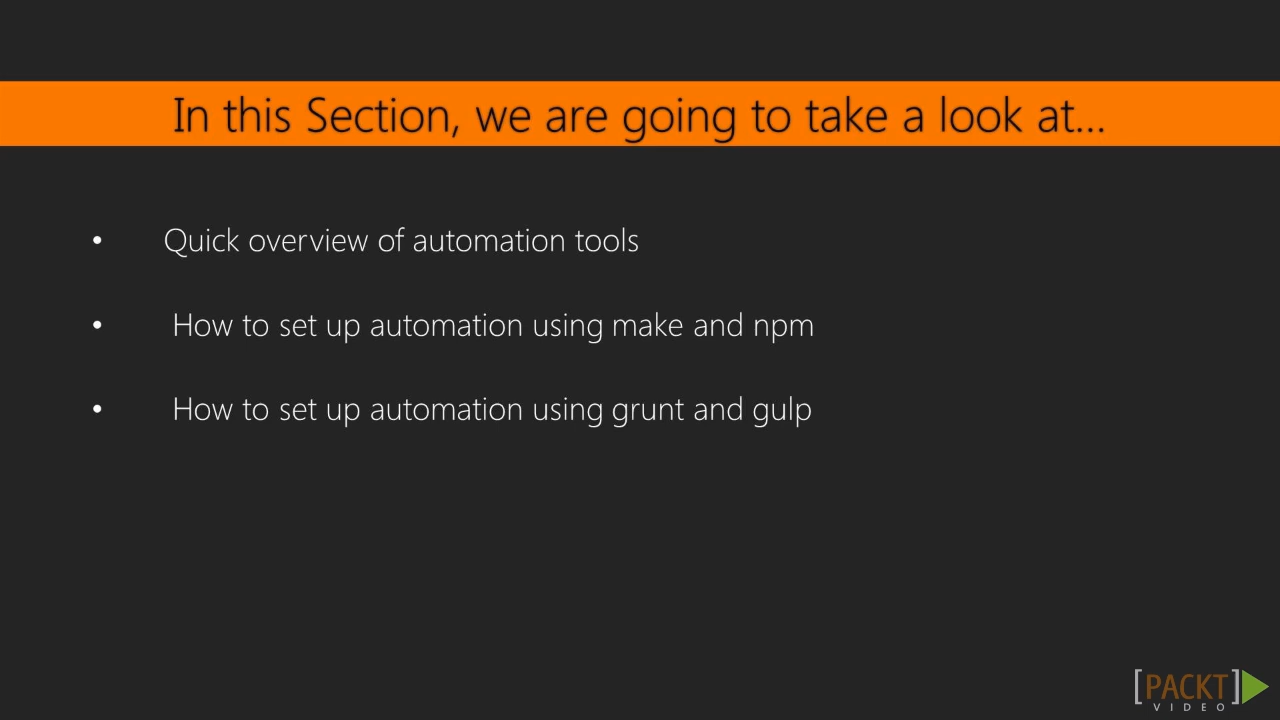 In this Section, we are going to take a look at...
• Quick overview of automation tools
• How to set up automation using make and npm
• How to set up automation using grunt and gulp
[PACKT]
VIDEO